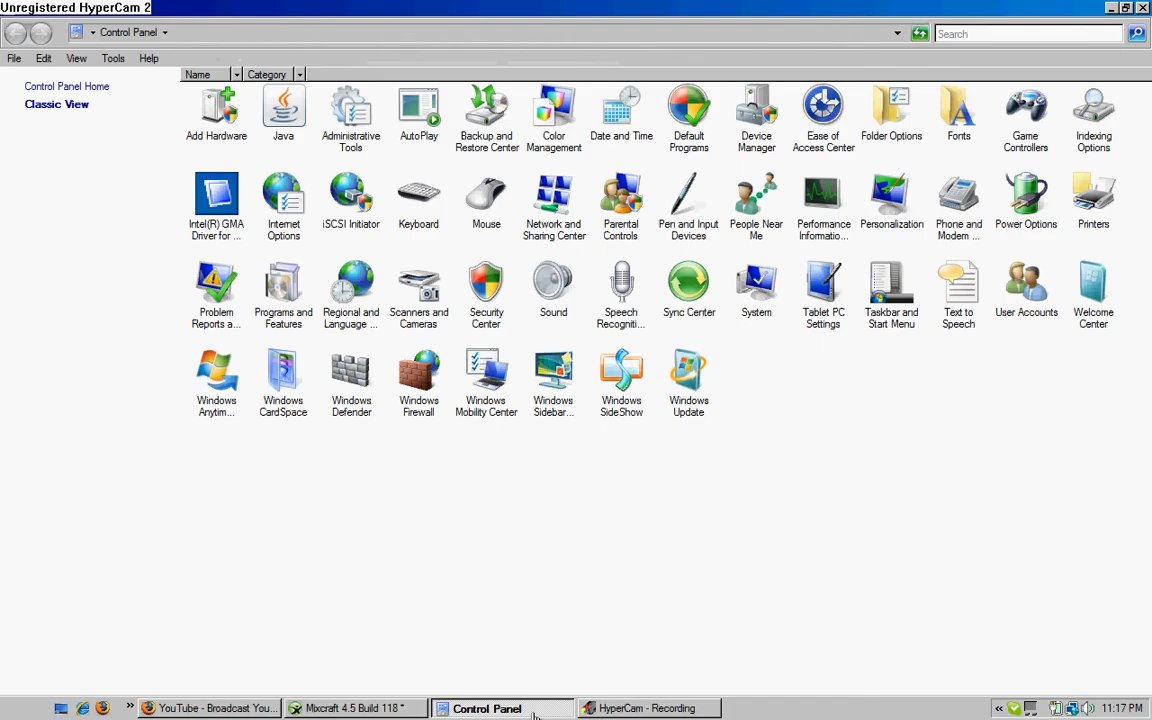 Unregistered HyperCam 2
Control Panel
Search
File Edit View Tools Help
Name Category
Control Panel Home
Classic View
Add Hardware
Java
Administrative Tools
AutoPlay
Backup and Restore Center
Color Management
Date and Time
Default Programs
Device Manager
Ease of Access Center
Folder Options
Fonts
Game Controllers
Indexing Options
Intel(R) GMA Driver for ...
Internet Options
iSCSI Initiator
Keyboard
Mouse
Network and Sharing Center
Parental Controls
Pen and Input Devices
People Near Me
Performance Informatio...
Personalization
Phone and Modem ...
Power Options
Printers
Problem Reports a...
Programs and Features
Regional and Language ...
Scanners and Cameras
Security Center
Sound
Speech Recogniti...
Sync Center
System
Tablet PC Settings
Taskbar and Start Menu
Text to Speech
User Accounts
Welcome Center
Windows Anytim...
Windows CardSpace
Windows Defender
Windows Firewall
Windows Mobility Center
Windows Sidebar...
Windows SideShow
Windows Update
YouTube - Broadcast You...
Mixcraft 4.5 Build 118 *
Control Panel
HyperCam - Recording
11:17 PM